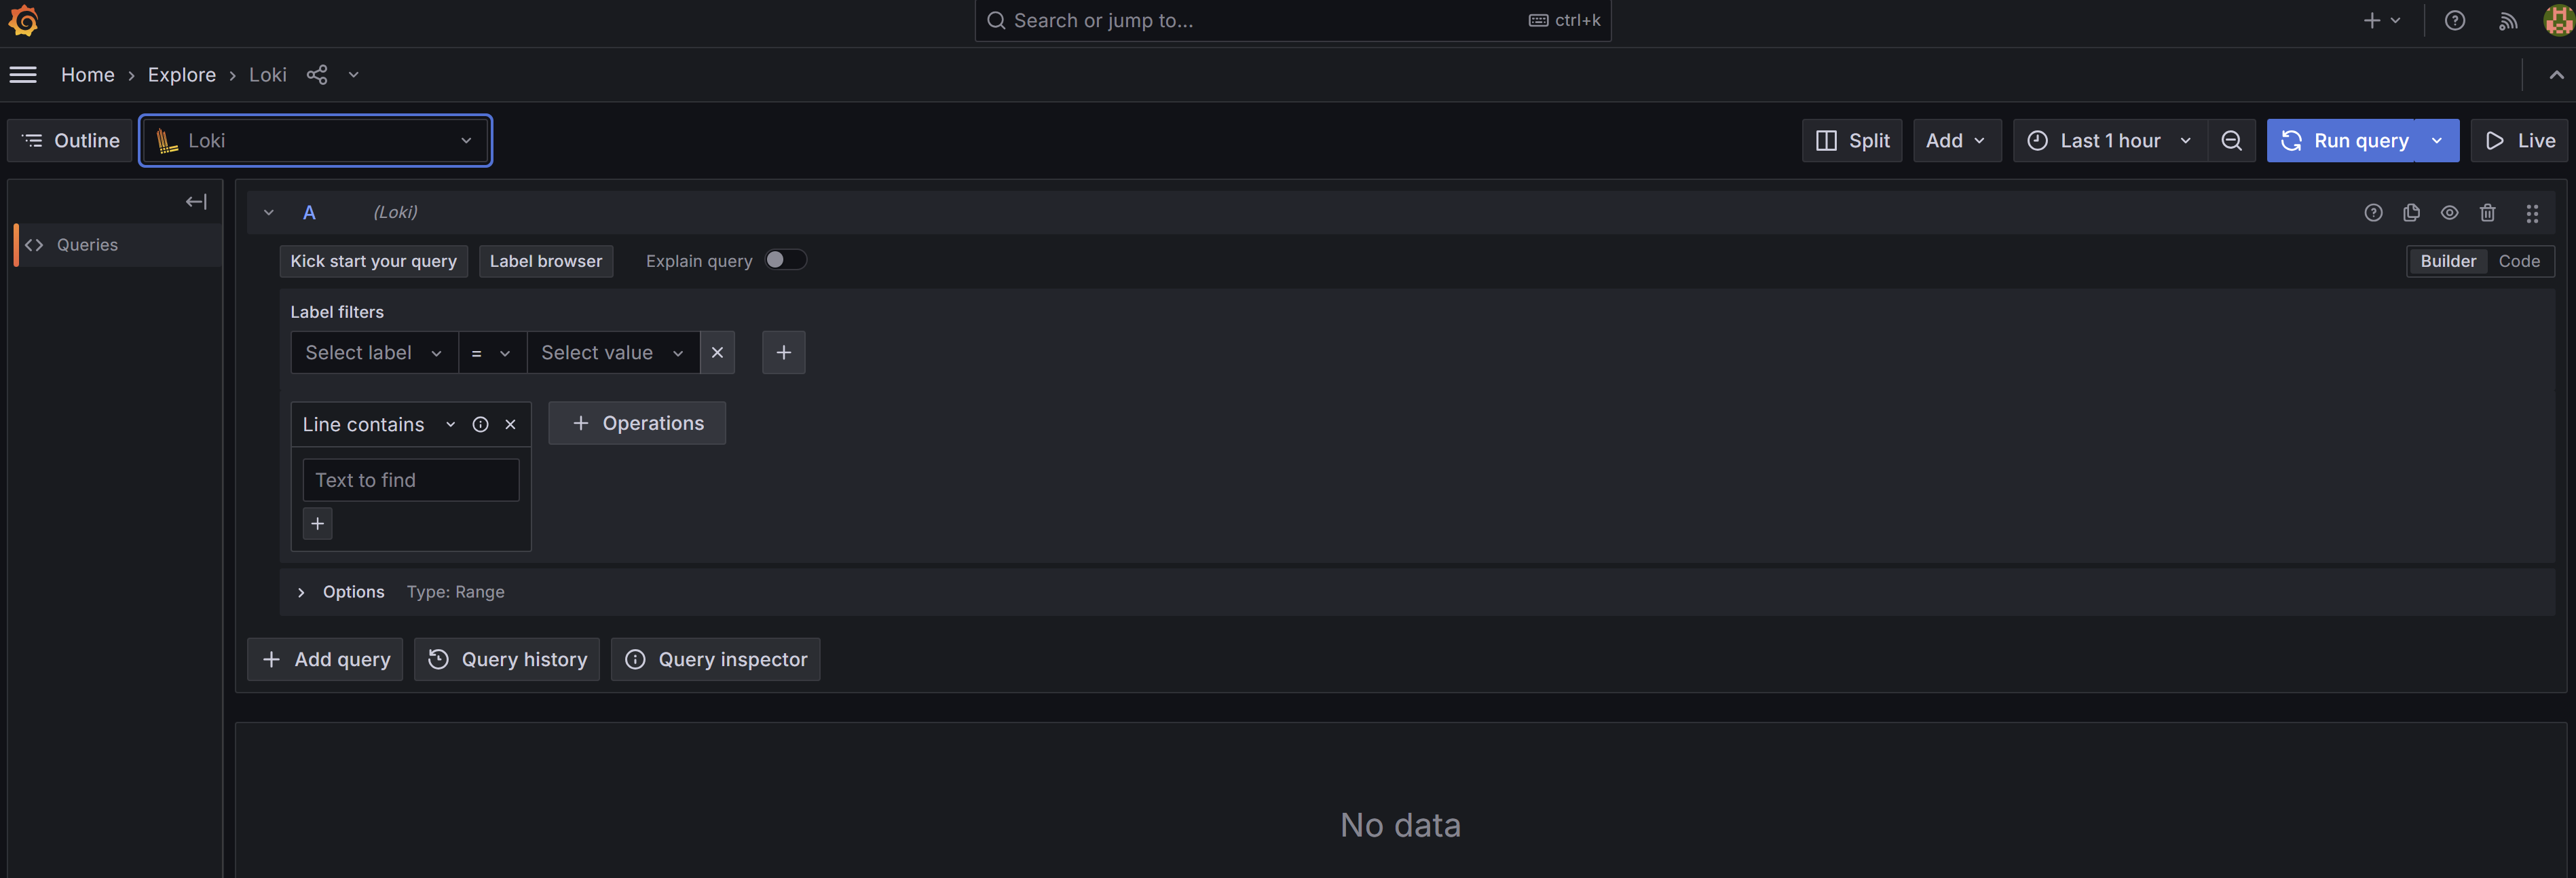 Search or jump to...
ctrl+k
Home
Explore
Loki
Outline
Loki
Split
Add
Last 1 hour
Run query
Live
Queries
A
(Loki)
Kick start your query
Label browser
Explain query
Builder
Code
Label filters
Select label
=
Select value
Line contains
Operations
Text to find
Options
Type: Range
Add query
Query history
Query inspector
No data